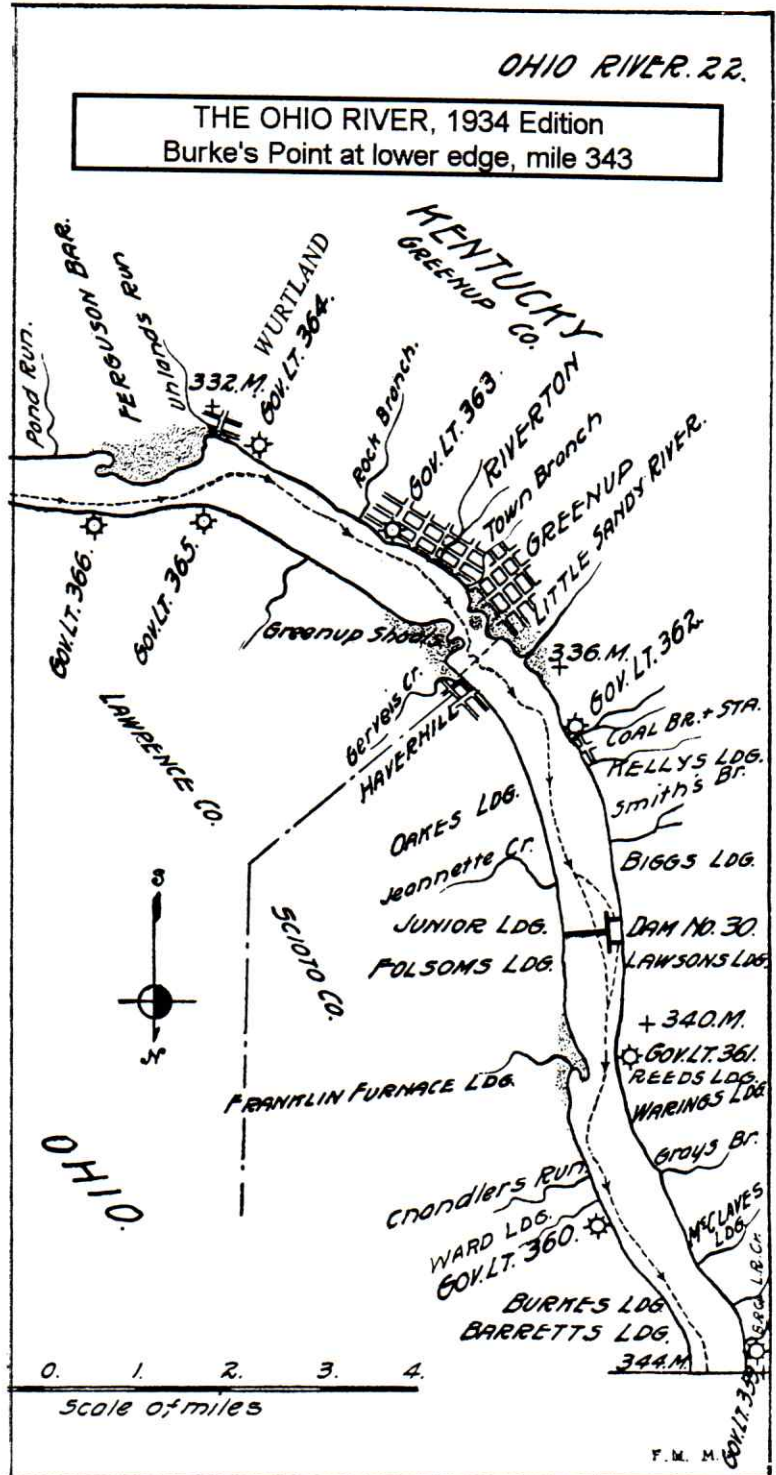 OHIO RIVER. 22.
THE OHIO RIVER, 1934 Edition
Burke's Point at lower edge, mile 343
KENTUCKY
GREENUP CO.
Pond Run.
FERGUSON BAR.
Uhlands Run
332.M.
WURTLAND
GOV. LT. 364.
Rock Branch.
GOV. LT. 363.
RIVERTON
Town Branch
GREENUP
LITTLE SANDY RIVER.
GOV. LT. 366.
GOV. LT. 365.
Greenup Shoals
336.M.
GOV. LT. 362.
LAWRENCE CO.
Gervais Cr.
HAVERHILL
COAL BR. + STA.
KELLYS LDG.
Smith's Br.
OAKES LDG.
BIGGS LDG.
Jeannette Cr.
JUNIOR LDG.
DAM NO. 30.
S
SCIOTO CO.
FOLSOMS LDG.
LAWSONS LDG.
340.M.
N
GOV. LT. 361.
REEDS LDG.
FRANKLIN FURNACE LDG.
WARINGS LDG.
OHIO.
Grays Br.
Chandlers Run.
WARD LDG.
GOV. LT. 360.
McCLAVES
LDG.
BURKES LDG.
BARRETTS LDG.
344.M.
GOV. LT. 359.
0. 1. 2. 3. 4.
Scale of miles
F. M. M.